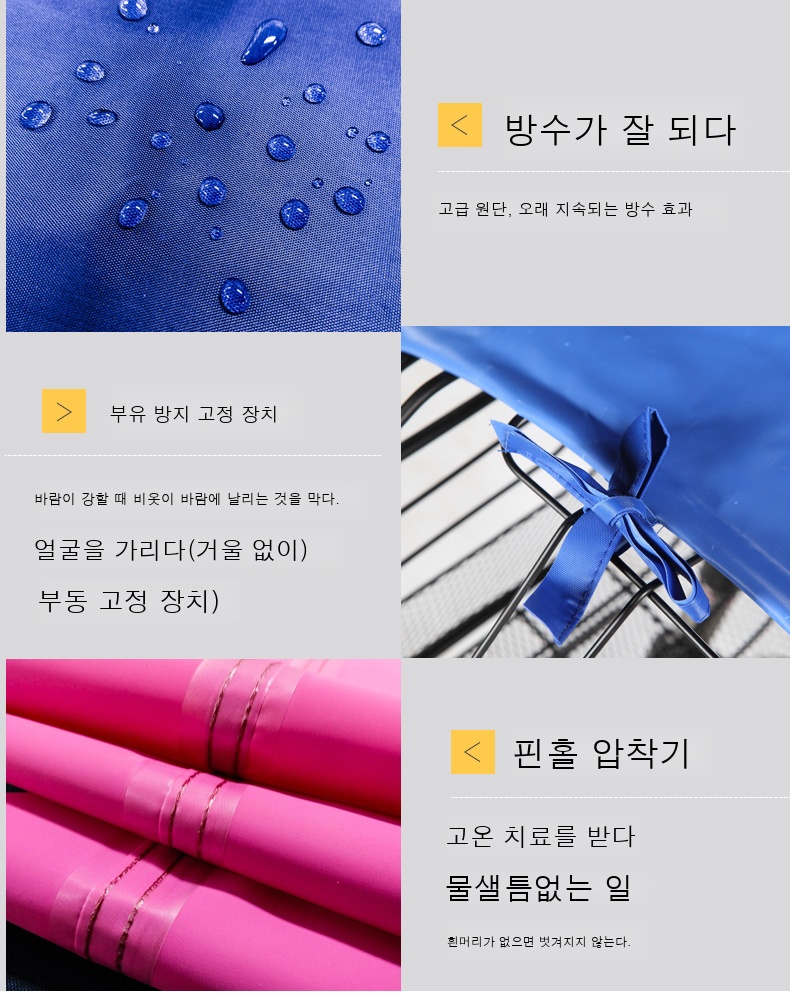 방수가 잘 되다
고급 원단, 오래 지속되는 방수 효과
부유 방지 고정 장치
바람이 강할 때 비옷이 바람에 날리는 것을 막다.
얼굴을 가리다(거울 없이)
부동 고정 장치)
핀홀 압착기
고온 치료를 받다
물샐틈없는 일
흰머리가 없으면 벗겨지지 않는다.